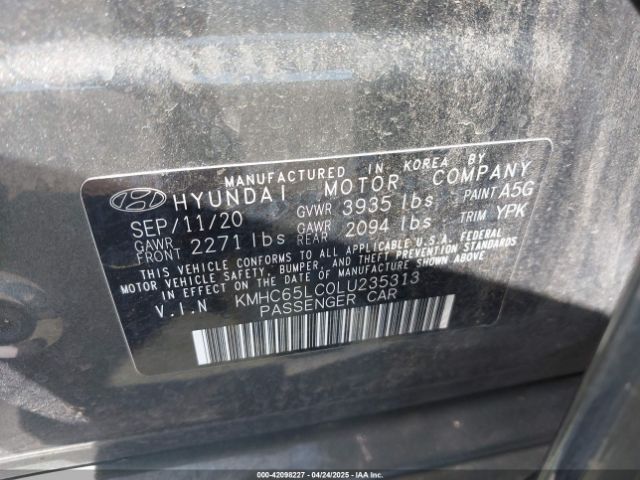 MANUFACTURED IN KOREA BY
HYUNDAI MOTOR COMPANY
SEP/11/20 GVWR 3935 lbs PAINT A5G
GAWR FRONT 2271 lbs GAWR REAR 2094 lbs TRIM YPK
THIS VEHICLE CONFORMS TO ALL APPLICABLE U.S.A. FEDERAL
MOTOR VEHICLE SAFETY, BUMPER, AND THEFT PREVENTION STANDARDS
IN EFFECT ON THE DATE OF MANUFACTURE SHOWN ABOVE.
V.I.N KMHC65LC0LU235313
PASSENGER CAR
000-42098227 - 04/24/2025 - IAAI.COM